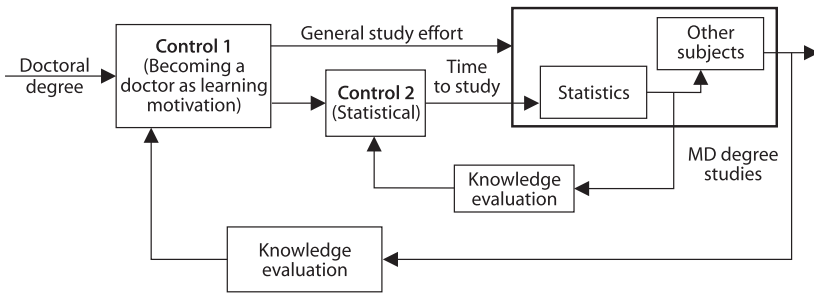 Doctoral
degree
Control 1
(Becoming a
doctor as learning
motivation)
General study effort
Control 2
(Statistical)
Time
to study
Statistics
Other
subjects
MD degree
studies
Knowledge
evaluation
Knowledge
evaluation